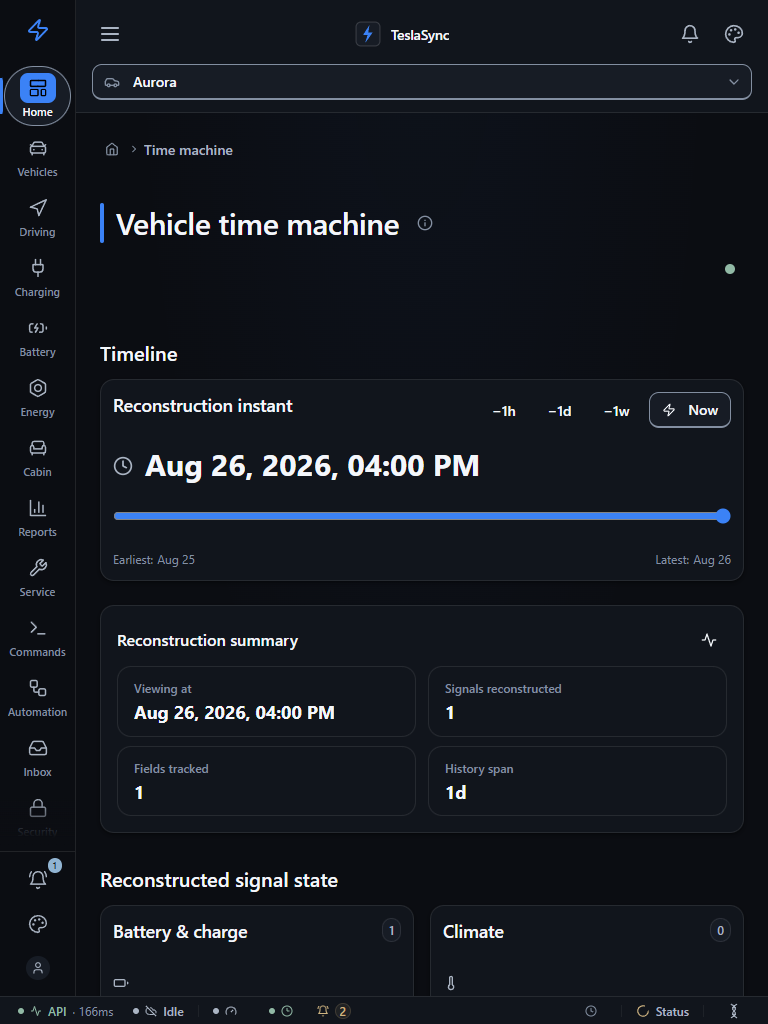 TeslaSync
Aurora
Home
Vehicles
Driving
Charging
Battery
Energy
Cabin
Reports
Service
Commands
Automation
Inbox
Security
1
Time machine
Vehicle time machine
Timeline
Reconstruction instant
−1h
−1d
−1w
Now
Aug 26, 2026, 04:00 PM
Earliest: Aug 25
Latest: Aug 26
Reconstruction summary
Viewing at
Aug 26, 2026, 04:00 PM
Signals reconstructed
1
Fields tracked
1
History span
1d
Reconstructed signal state
Battery & charge
1
Climate
0
API · 166ms
Idle
2
Status